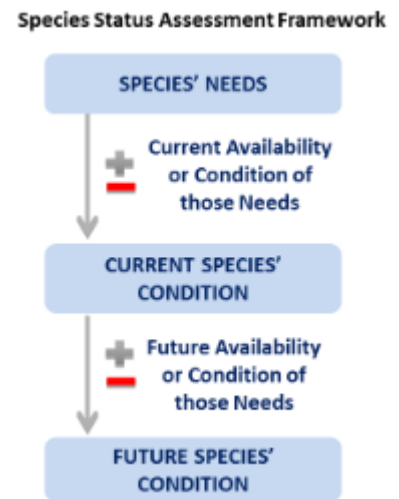 Species Status Assessment Framework
SPECIES' NEEDS
Current Availability
or Condition of
those Needs
CURRENT SPECIES'
CONDITION
Future Availability
or Condition of
those Needs
FUTURE SPECIES'
CONDITION